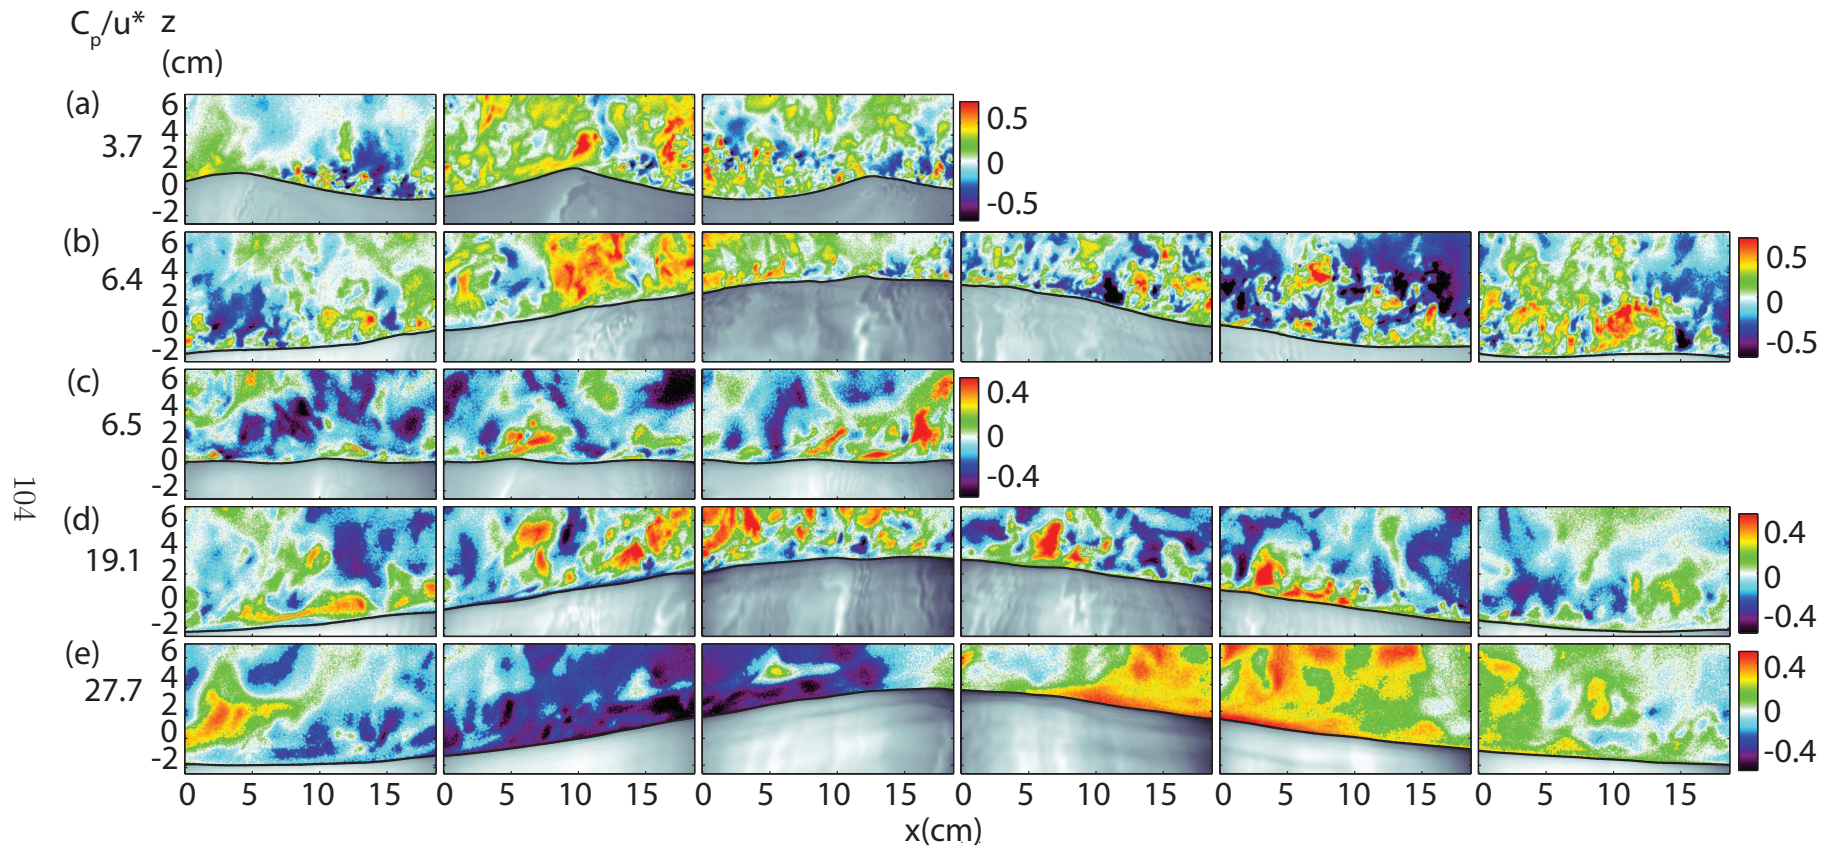 C_p/u* z
(cm)
(a) 6 4 2 0 -2 3.7 0.5 0 -0.5
(b) 6 4 2 0 -2 6.4 0.5 0 -0.5
(c) 6 4 2 0 -2 6.5 0.4 0 -0.4
(d) 6 4 2 0 -2 19.1 0.4 0 -0.4
(e) 6 4 2 0 -2 27.7 0.4 0 -0.4
0 5 10 15 0 5 10 15 0 5 10 15 0 5 10 15 0 5 10 15 0 5 10 15
x(cm)
104